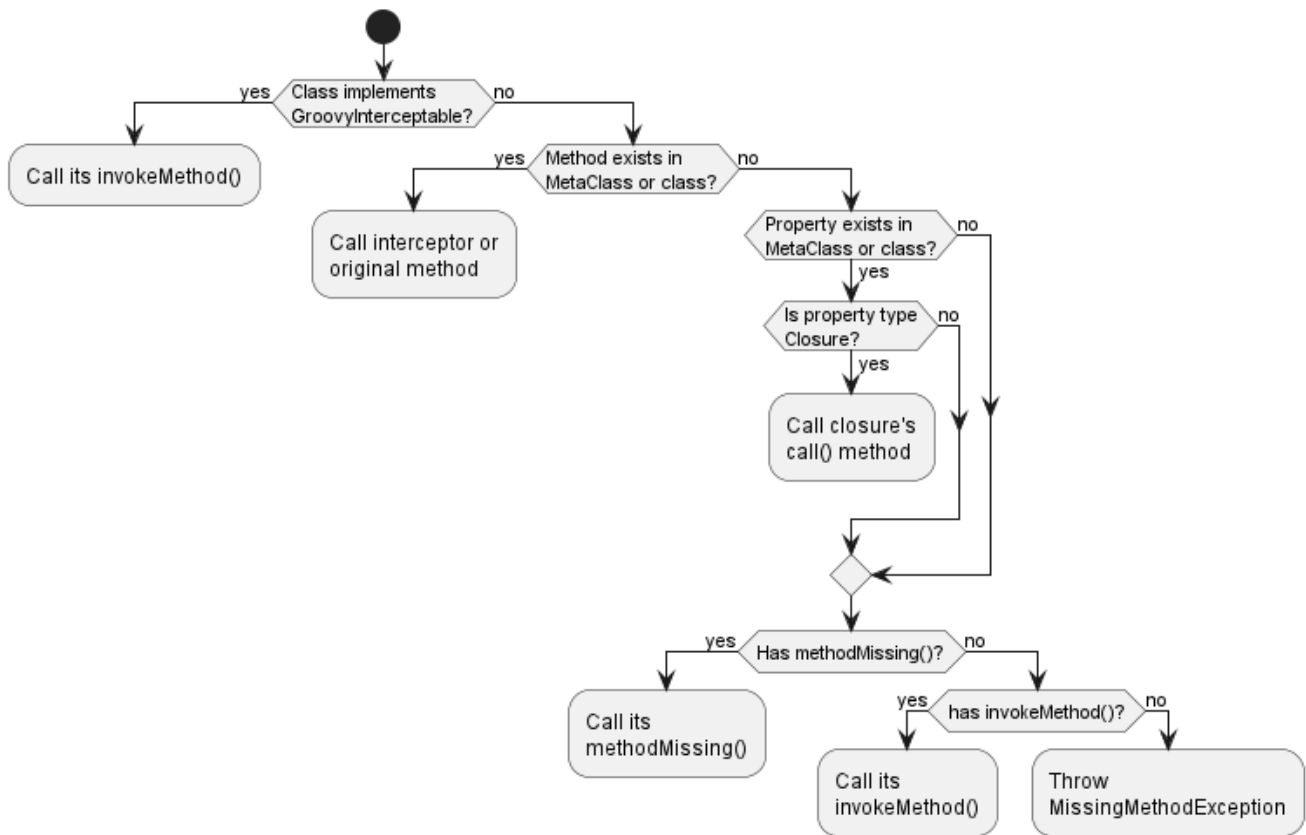 yes
Class implements
GroovyInterceptable?
no
Call its invokeMethod()
yes
Method exists in
MetaClass or class?
no
Call interceptor or
original method
Property exists in
MetaClass or class?
no
yes
Is property type
Closure?
no
yes
Call closure's
call() method
yes
Has methodMissing()?
no
Call its
methodMissing()
yes
has invokeMethod()?
no
Call its
invokeMethod()
Throw
MissingMethodException